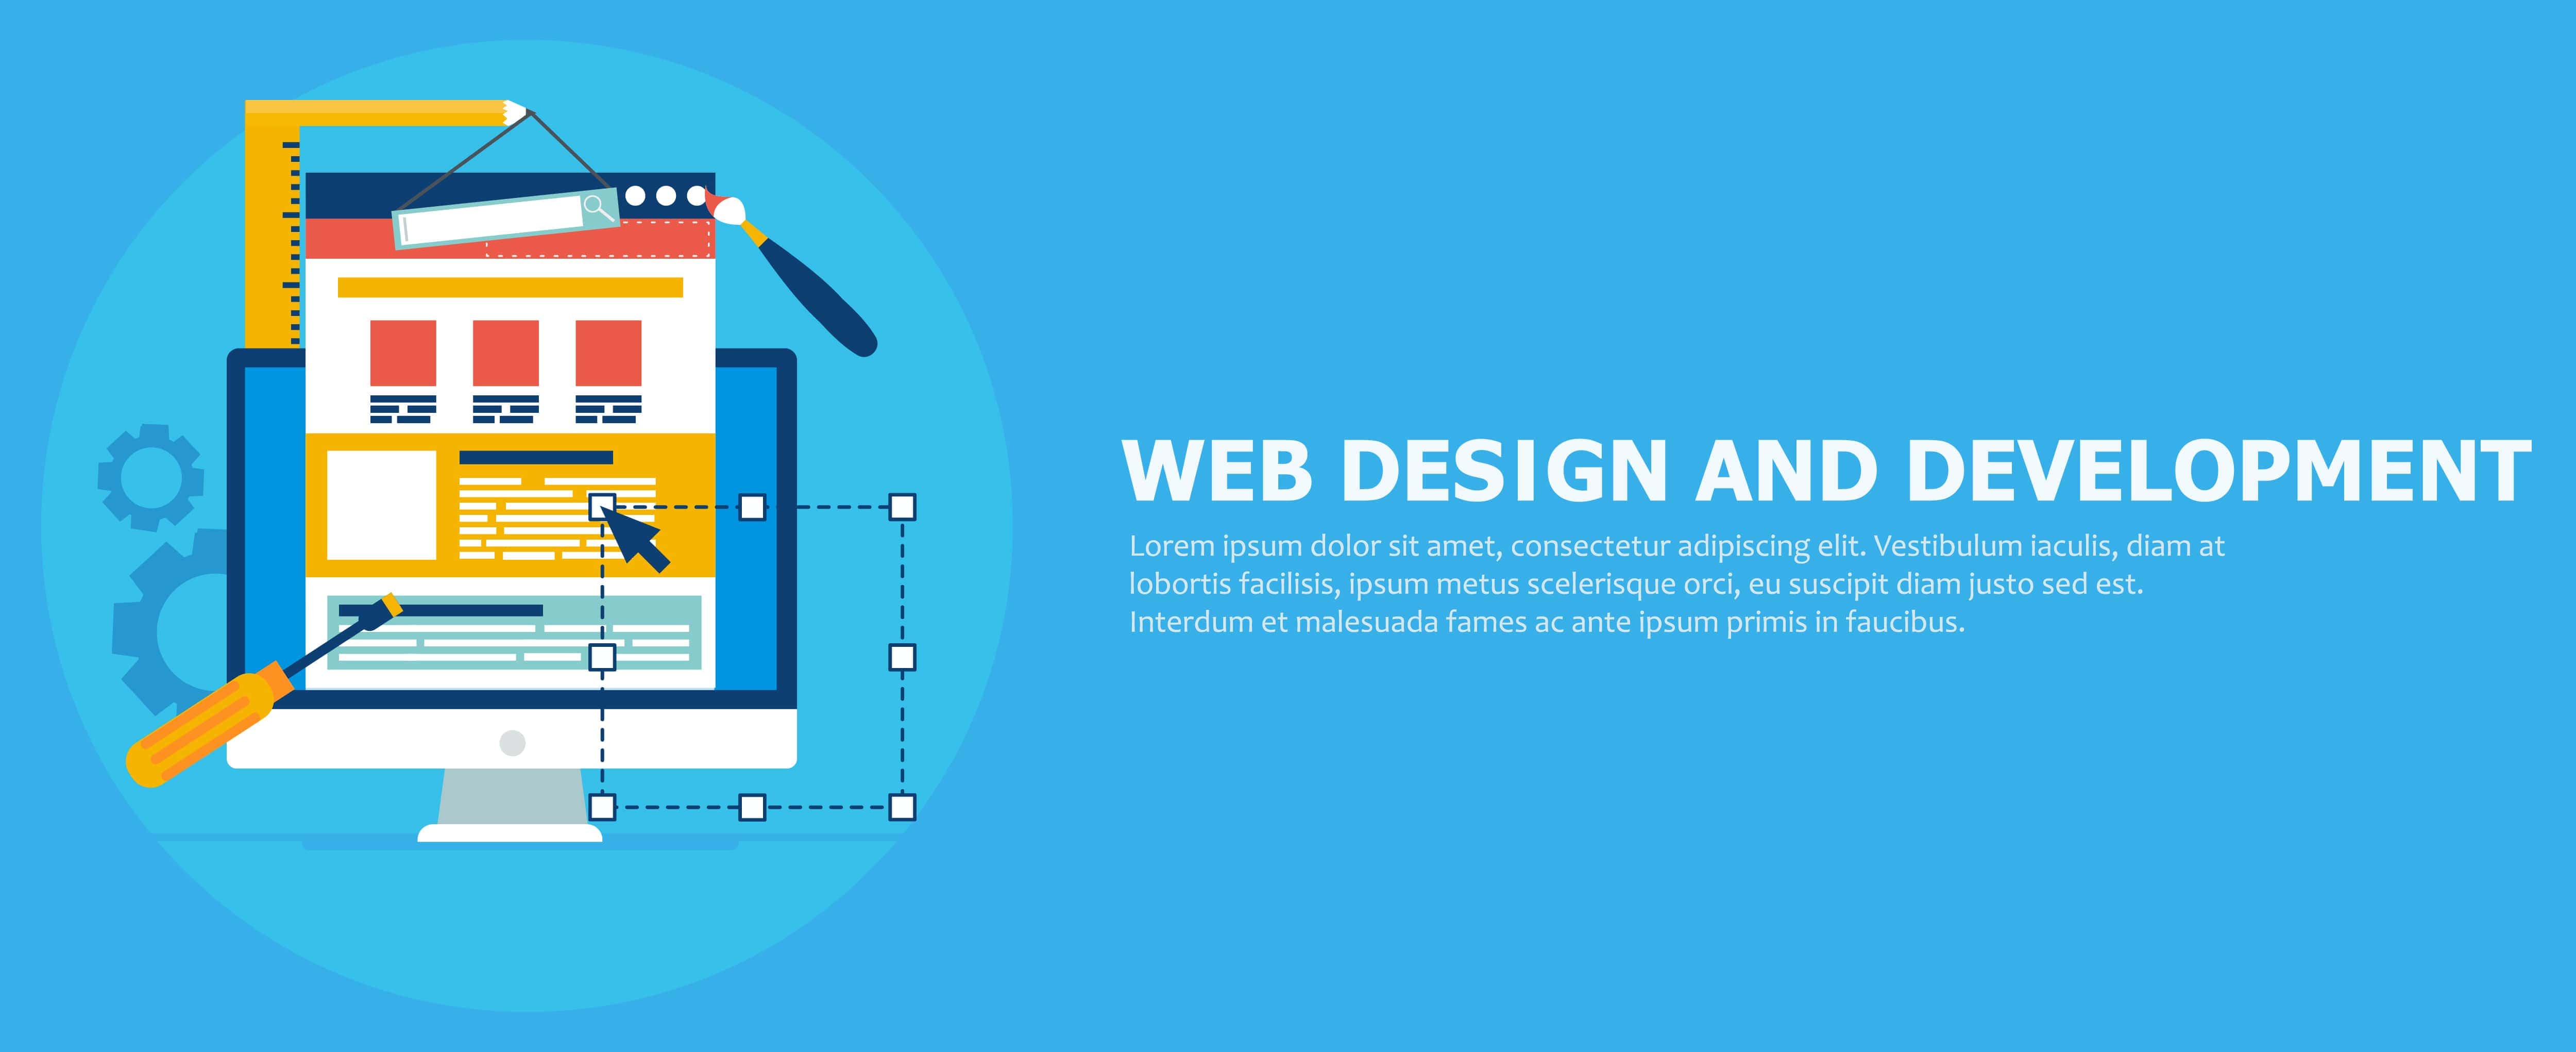 WEB DESIGN AND DEVELOPMENT
Lorem ipsum dolor sit amet, consectetur adipiscing elit. Vestibulum iaculis, diam at
lobortis facilisis, ipsum metus scelerisque orci, eu suscipit diam justo sed est.
Interdum et malesuada fames ac ante ipsum primis in faucibus.